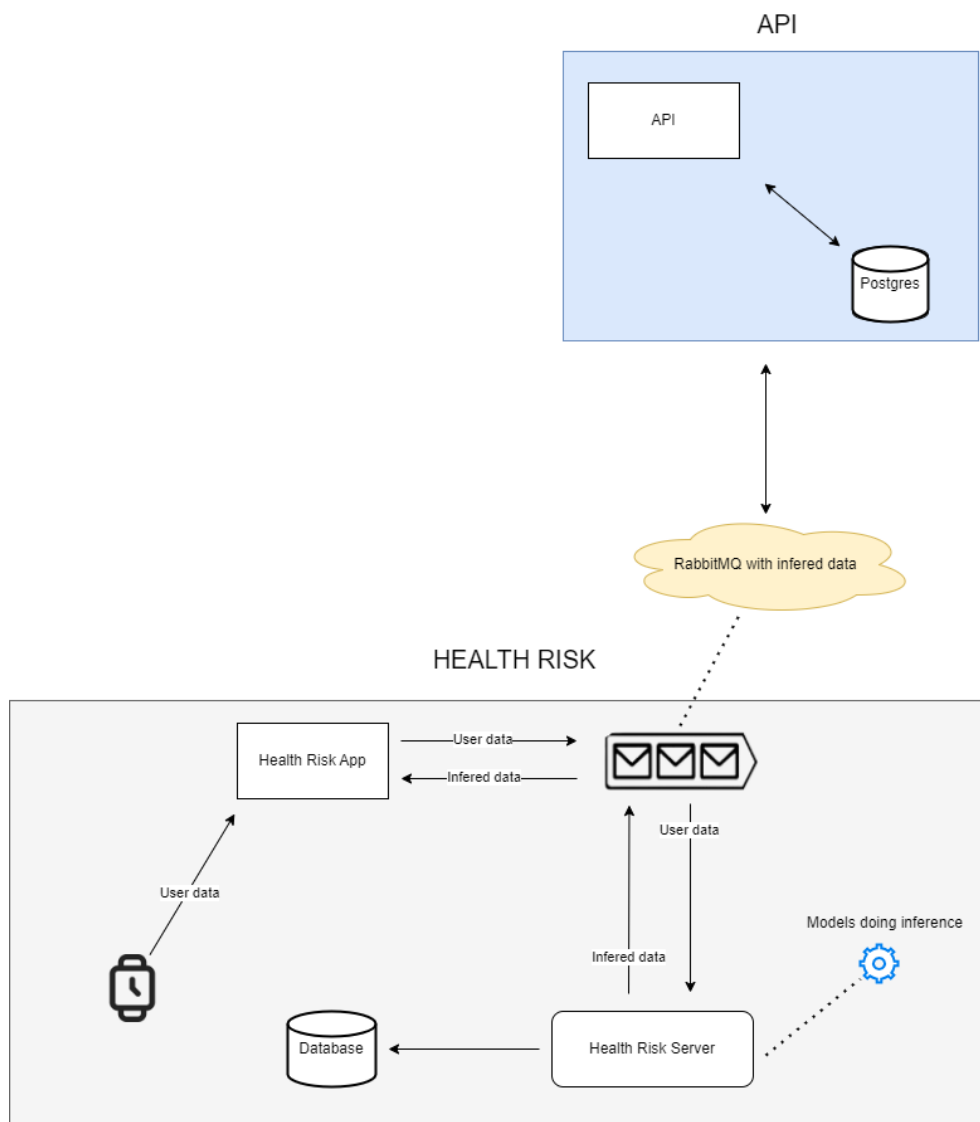 API
API
Postgres
RabbitMQ with infered data
HEALTH RISK
Health Risk App
User data
Infered data
User data
User data
Models doing inference
Infered data
Database
Health Risk Server